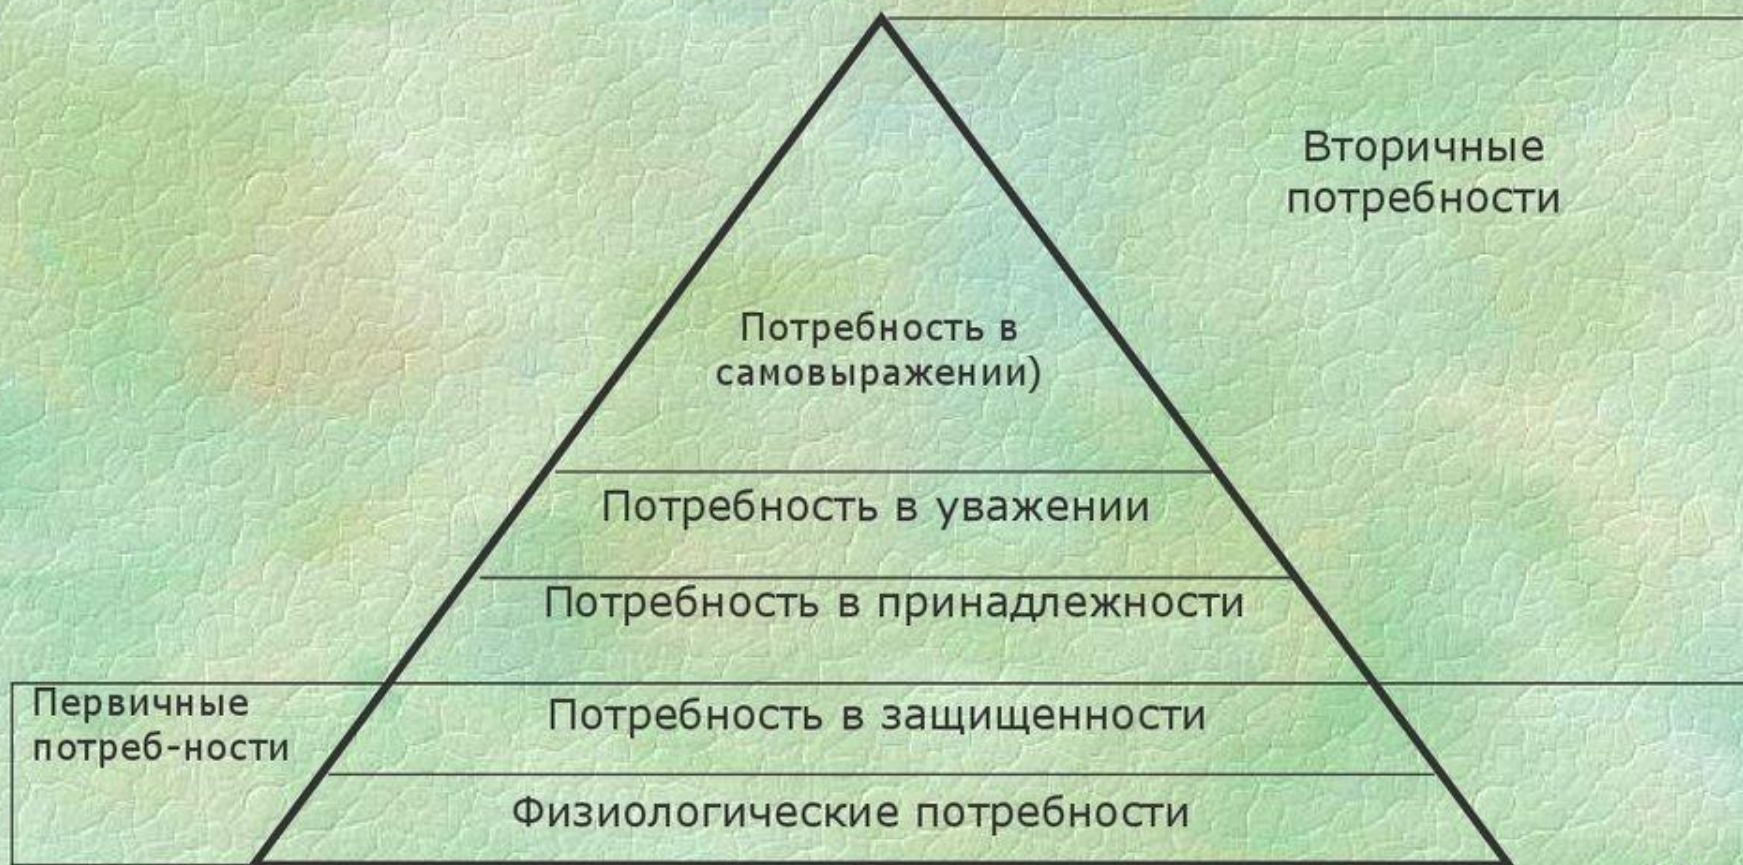 Вторичные
потребности
Потребность в
самовыражении)
Потребность в уважении
Потребность в принадлежности
Первичные
потреб-ности
Потребность в защищенности
Физиологические потребности